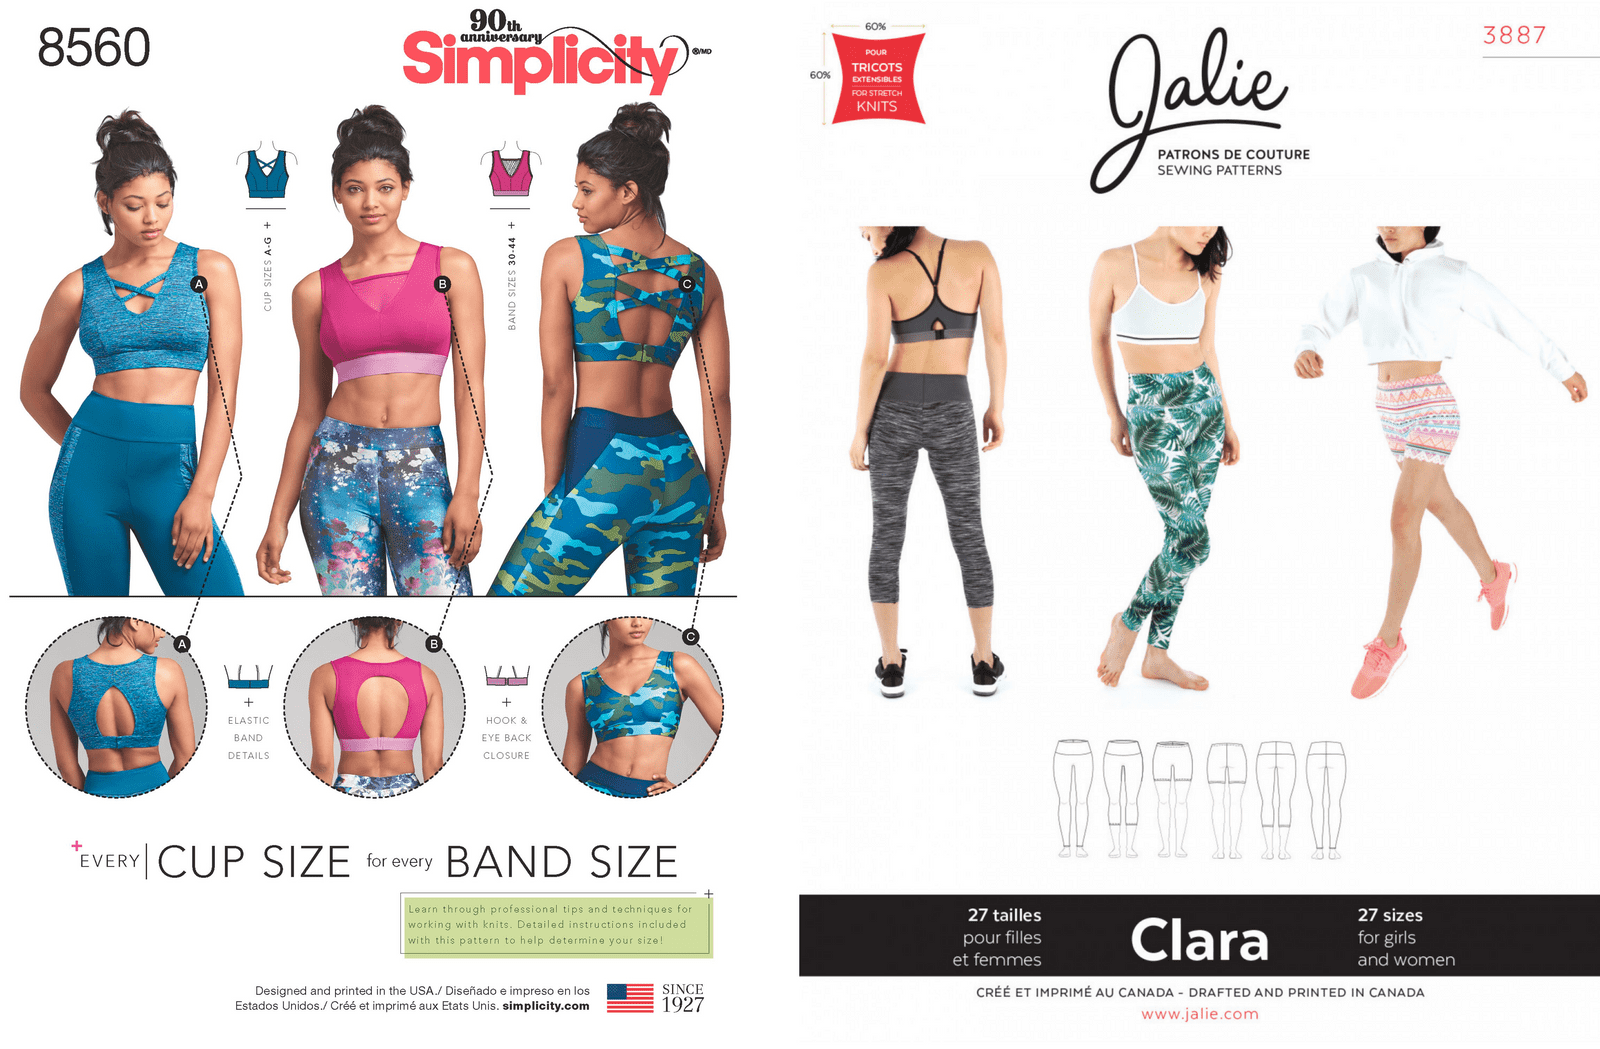 8560
90th
anniversary
Simplicity
®/MD
CUP SIZES A-G +
BAND SIZES 30-44 +
A
B
C
A
B
C
+
ELASTIC
BAND
DETAILS
+
HOOK &
EYE BACK
CLOSURE
+EVERY|CUP SIZE for every BAND SIZE
Learn through professional tips and techniques for
working with knits. Detailed instructions included
with this pattern to help determine your size!
Designed and printed in the USA./ Diseñado e impreso en los
Estados Unidos./ Créé et imprimé aux Etats Unis. simplicity.com
SINCE
1927
60%
60%
POUR
TRICOTS
EXTENSIBLES
FOR STRETCH
KNITS
Jalie
PATRONS DE COUTURE
SEWING PATTERNS
3887
27 tailles
pour filles
et femmes
Clara
27 sizes
for girls
and women
CRÉÉ ET IMPRIMÉ AU CANADA - DRAFTED AND PRINTED IN CANADA
www.jalie.com